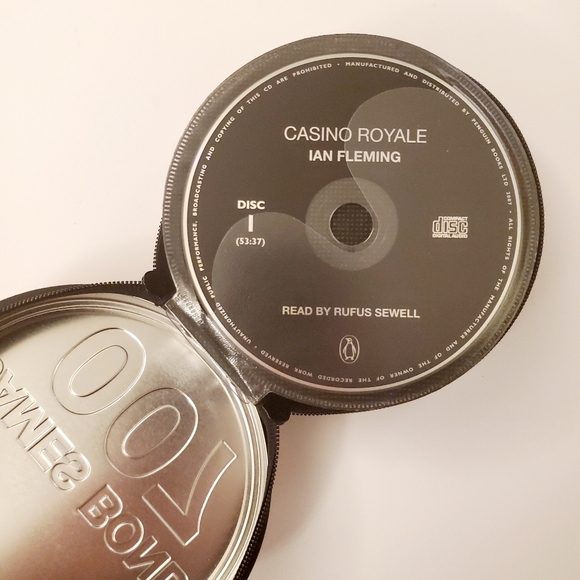 CASINO ROYALE
IAN FLEMING
DISC
1
(53:37)
COMPACT
disc
DIGITAL AUDIO
READ BY RUFUS SEWELL
• MANUFACTURED AND DISTRIBUTED BY PENGUIN BOOKS LTD 2007 • ALL RIGHTS OF THE MANUFACTURER AND OF THE OWNER OF THE RECORDED WORK RESERVED • UNAUTHORIZED PUBLIC PERFORMANCE, BROADCASTING AND COPYING OF THIS CD ARE PROHIBITED
007
JAMES BOND